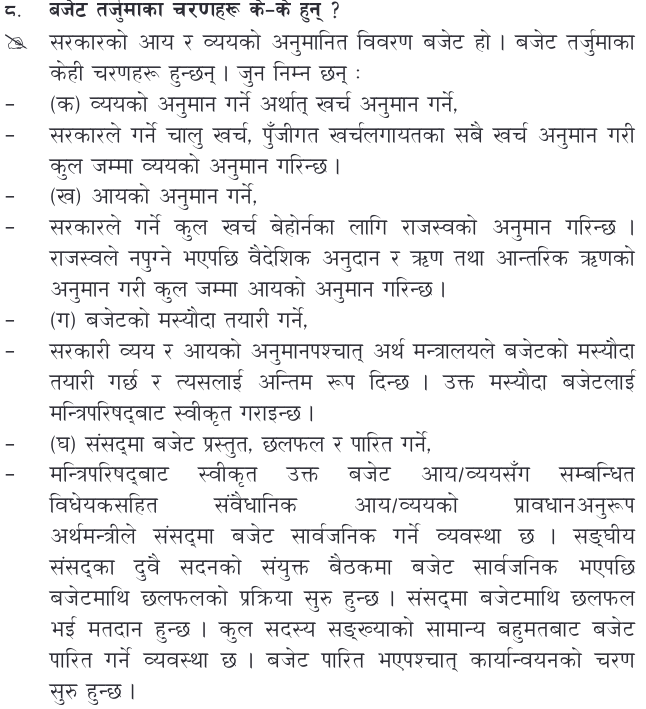 ८. बजेट तर्जुमाका चरणहरू के-के हुन् ?
सरकारको आय र व्ययको अनुमानित विवरण बजेट हो । बजेट तर्जुमाका
केही चरणहरू हुन्छन् । जुन निम्न छन् :
– (क) व्ययको अनुमान गर्ने अर्थात् खर्च अनुमान गर्ने,
– सरकारले गर्ने चालु खर्च, पुँजीगत खर्चलगायतका सबै खर्च अनुमान गरी
कुल जम्मा व्ययको अनुमान गरिन्छ ।
– (ख) आयको अनुमान गर्ने,
– सरकारले गर्ने कुल खर्च बेहोर्नका लागि राजस्वको अनुमान गरिन्छ ।
राजस्वले नपुग्ने भएपछि वैदेशिक अनुदान र ऋण तथा आन्तरिक ऋणको
अनुमान गरी कुल जम्मा आयको अनुमान गरिन्छ ।
– (ग) बजेटको मस्यौदा तयारी गर्ने,
– सरकारी व्यय र आयको अनुमानपश्चात् अर्थ मन्त्रालयले बजेटको मस्यौदा
तयारी गर्छ र त्यसलाई अन्तिम रूप दिन्छ । उक्त मस्यौदा बजेटलाई
मन्त्रिपरिषद्‌बाट स्वीकृत गराइन्छ ।
– (घ) संसद्‌मा बजेट प्रस्तुत, छलफल र पारित गर्ने,
– मन्त्रिपरिषद्‌बाट स्वीकृत उक्त बजेट आय/व्ययसँग सम्बन्धित
विधेयकसहित संवैधानिक आय/व्ययको प्रावधानअनुरूप
अर्थमन्त्रीले संसद्‌मा बजेट सार्वजनिक गर्ने व्यवस्था छ । सङ्घीय
संसद्‌का दुवै सदनको संयुक्त बैठकमा बजेट सार्वजनिक भएपछि
बजेटमाथि छलफलको प्रक्रिया सुरु हुन्छ । संसद्‌मा बजेटमाथि छलफल
भई मतदान हुन्छ । कुल सदस्य सङ्ख्याको सामान्य बहुमतबाट बजेट
पारित गर्ने व्यवस्था छ । बजेट पारित भएपश्चात् कार्यान्वयनको चरण
सुरु हुन्छ ।